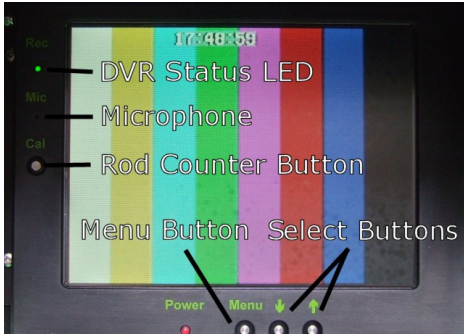 17:48:59
Rec
DVR Status LED
Mic
Microphone
Cal
Rod Counter Button
Menu Button Select Buttons
Power Menu